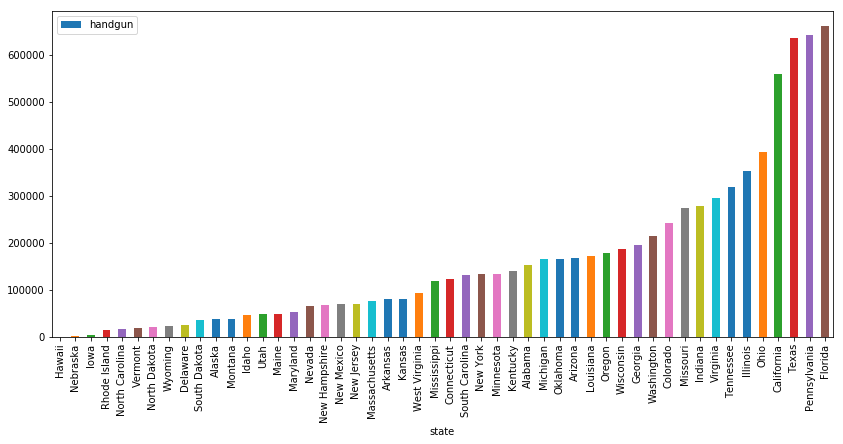 handgun
600000
500000
400000
300000
200000
100000
0
Hawaii
Nebraska
Iowa
Rhode Island
North Carolina
Vermont
North Dakota
Wyoming
Delaware
South Dakota
Alaska
Montana
Idaho
Utah
Maine
Maryland
Nevada
New Hampshire
New Mexico
New Jersey
Massachusetts
Arkansas
Kansas
West Virginia
Mississippi
Connecticut
South Carolina
New York
Minnesota
Kentucky
Alabama
Michigan
Oklahoma
Arizona
Louisiana
Oregon
Wisconsin
Georgia
Washington
Colorado
Missouri
Indiana
Virginia
Tennessee
Illinois
Ohio
California
Texas
Pennsylvania
Florida
state